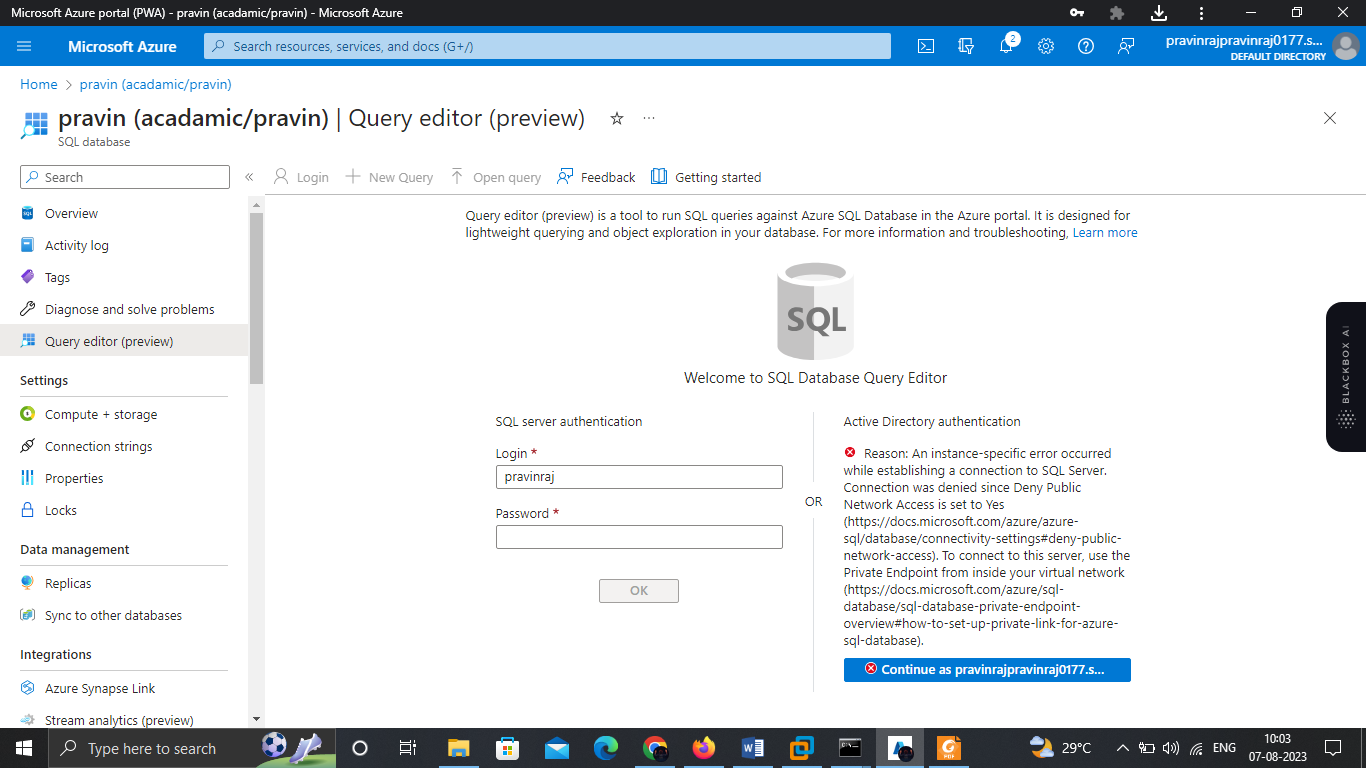 Microsoft Azure portal (PWA) - pravin (acadamic/pravin) - Microsoft Azure
Microsoft Azure
Search resources, services, and docs (G+/)
2
pravinrajpravinraj0177.s...
DEFAULT DIRECTORY
Home > pravin (acadamic/pravin)
pravin (acadamic/pravin) | Query editor (preview)
SQL database
Search
Login
New Query
Open query
Feedback
Getting started
Overview
Activity log
Tags
Diagnose and solve problems
Query editor (preview)
Settings
Compute + storage
Connection strings
Properties
Locks
Data management
Replicas
Sync to other databases
Integrations
Azure Synapse Link
Stream analytics (preview)
Query editor (preview) is a tool to run SQL queries against Azure SQL Database in the Azure portal. It is designed for
lightweight querying and object exploration in your database. For more information and troubleshooting, Learn more
SQL
Welcome to SQL Database Query Editor
SQL server authentication
Login *
pravinraj
Password *
OK
OR
Active Directory authentication
Reason: An instance-specific error occurred
while establishing a connection to SQL Server.
Connection was denied since Deny Public
Network Access is set to Yes
(https://docs.microsoft.com/azure/azure-
sql/database/connectivity-settings#deny-public-
network-access). To connect to this server, use the
Private Endpoint from inside your virtual network
(https://docs.microsoft.com/azure/sql-
database/sql-database-private-endpoint-
overview#how-to-set-up-private-link-for-azure-
sql-database).
Continue as pravinrajpravinraj0177.s...
BLACKBOX AI
Type here to search
29°C
ENG
10:03
07-08-2023